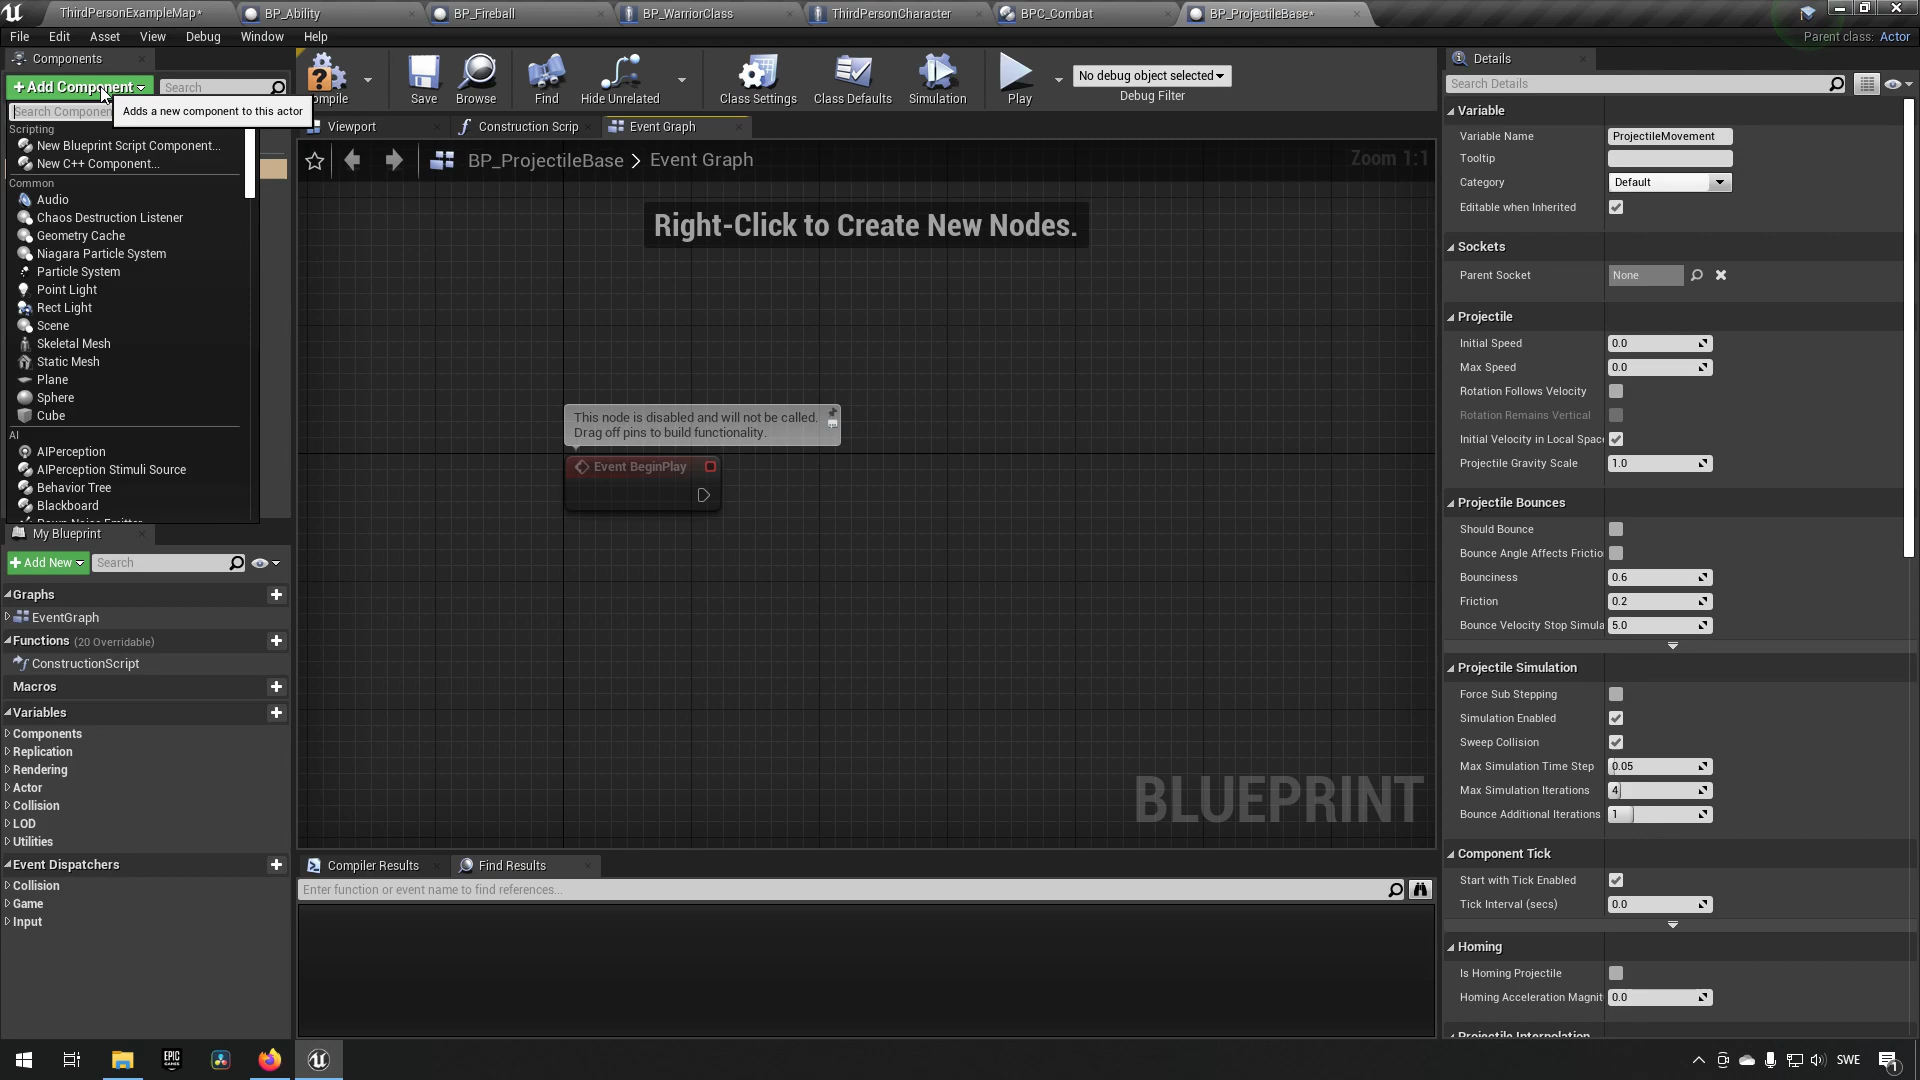 ThirdPersonExampleMap*
BP_Ability
BP_Fireball
BP_WarriorClass
ThirdPersonCharacter
BPC_Combat
BP_ProjectileBase*
File
Edit
Asset
View
Debug
Window
Help
Parent class: Actor
Components
+Add Component
Search
Search Componen
Adds a new component to this actor
Scripting
New Blueprint Script Component...
New C++ Component...
Common
Audio
Chaos Destruction Listener
Geometry Cache
Niagara Particle System
Particle System
Point Light
Rect Light
Scene
Skeletal Mesh
Static Mesh
Plane
Sphere
Cube
AI
AIPerception
AIPerception Stimuli Source
Behavior Tree
Blackboard
My Blueprint
+Add New
Search
Graphs
EventGraph
Functions (20 Overridable)
ConstructionScript
Macros
Variables
Components
Replication
Rendering
Actor
Collision
LOD
Utilities
Event Dispatchers
Collision
Game
Input
ompile
Save
Browse
Find
Hide Unrelated
Class Settings
Class Defaults
Simulation
Play
No debug object selected
Debug Filter
Viewport
Construction Scrip
Event Graph
BP_ProjectileBase > Event Graph
Zoom 1:1
Right-Click to Create New Nodes.
This node is disabled and will not be called.
Drag off pins to build functionality.
Event BeginPlay
BLUEPRINT
Compiler Results
Find Results
Enter function or event name to find references...
Details
Search Details
Variable
Variable Name
ProjectileMovement
Tooltip
Category
Default
Editable when Inherited
Sockets
Parent Socket
None
Projectile
Initial Speed
0.0
Max Speed
0.0
Rotation Follows Velocity
Rotation Remains Vertical
Initial Velocity in Local Space
Projectile Gravity Scale
1.0
Projectile Bounces
Should Bounce
Bounce Angle Affects Frictio
Bounciness
0.6
Friction
0.2
Bounce Velocity Stop Simula
5.0
Projectile Simulation
Force Sub Stepping
Simulation Enabled
Sweep Collision
Max Simulation Time Step
0.05
Max Simulation Iterations
4
Bounce Additional Iterations
1
Component Tick
Start with Tick Enabled
Tick Interval (secs)
0.0
Homing
Is Homing Projectile
Homing Acceleration Magnit
0.0
Projectile Interpolation
EPIC
GAMES
SWE
1